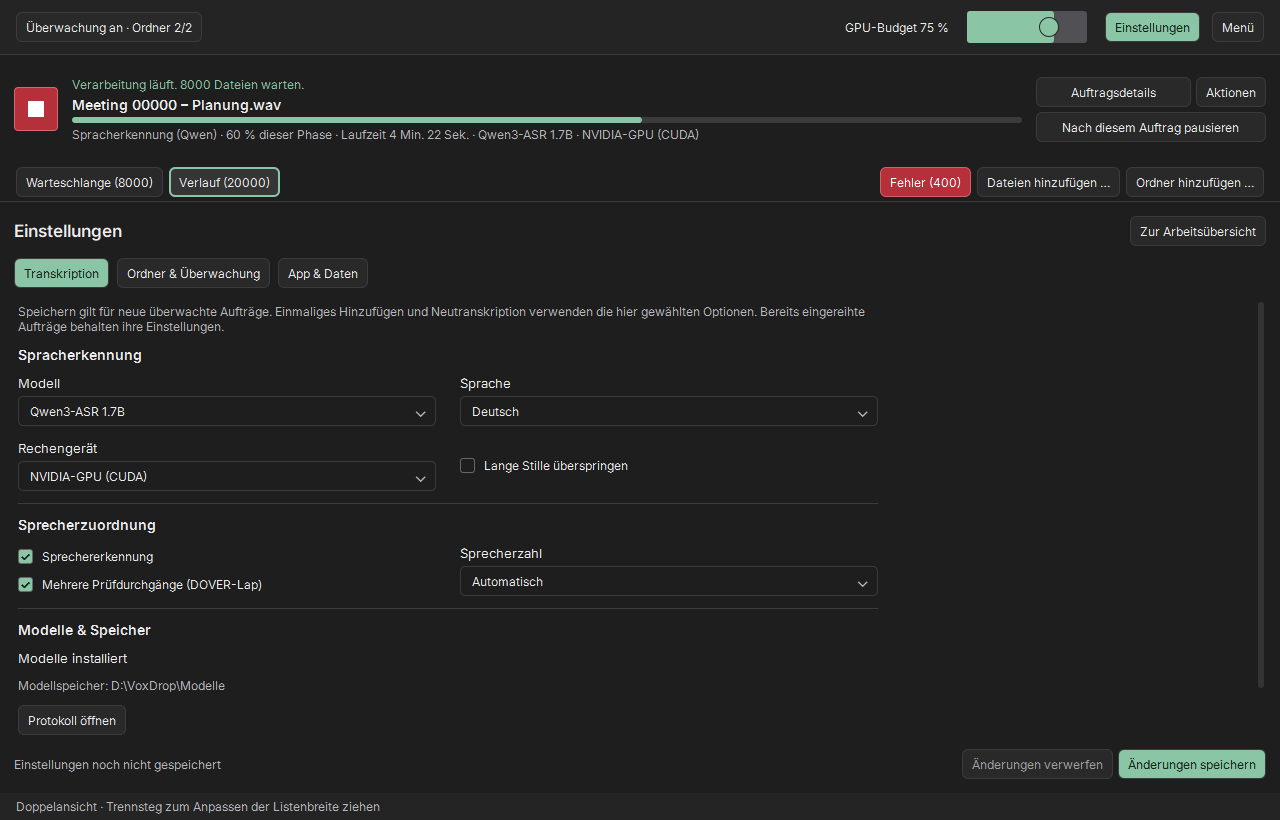 Überwachung an · Ordner 2/2
GPU-Budget 75 %
Einstellungen
Menü
Verarbeitung läuft. 8000 Dateien warten.
Meeting 00000 – Planung.wav
Spracherkennung (Qwen) · 60 % dieser Phase · Laufzeit 4 Min. 22 Sek. · Qwen3-ASR 1.7B · NVIDIA-GPU (CUDA)
Auftragsdetails
Aktionen
Nach diesem Auftrag pausieren
Warteschlange (8000)
Verlauf (20000)
Fehler (400)
Dateien hinzufügen ...
Ordner hinzufügen ...
Einstellungen
Zur Arbeitsübersicht
Transkription
Ordner & Überwachung
App & Daten
Speichern gilt für neue überwachte Aufträge. Einmaliges Hinzufügen und Neutranskription verwenden die hier gewählten Optionen. Bereits eingereihte
Aufträge behalten ihre Einstellungen.
Spracherkennung
Modell
Sprache
Qwen3-ASR 1.7B
Deutsch
Rechengerät
NVIDIA-GPU (CUDA)
Lange Stille überspringen
Sprecherzuordnung
Sprechererkennung
Mehrere Prüfdurchgänge (DOVER-Lap)
Sprecherzahl
Automatisch
Modelle & Speicher
Modelle installiert
Modellspeicher: D:\VoxDrop\Modelle
Protokoll öffnen
Einstellungen noch nicht gespeichert
Änderungen verwerfen
Änderungen speichern
Doppelansicht · Trennsteg zum Anpassen der Listenbreite ziehen